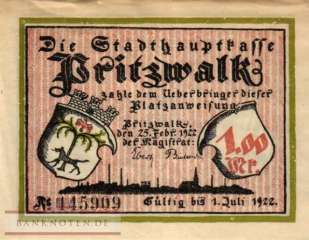 Die Stadthauptkasse
Pritzwalk
zahle dem Ueberbringer dieser
Platzanweisung
Pritzwalk,
den 25. Febr. 1922
der Magistrat:
1.00
Mk.
No 145909
Gültig bis 1. Juli 1922.
BANKNOTEN.DE